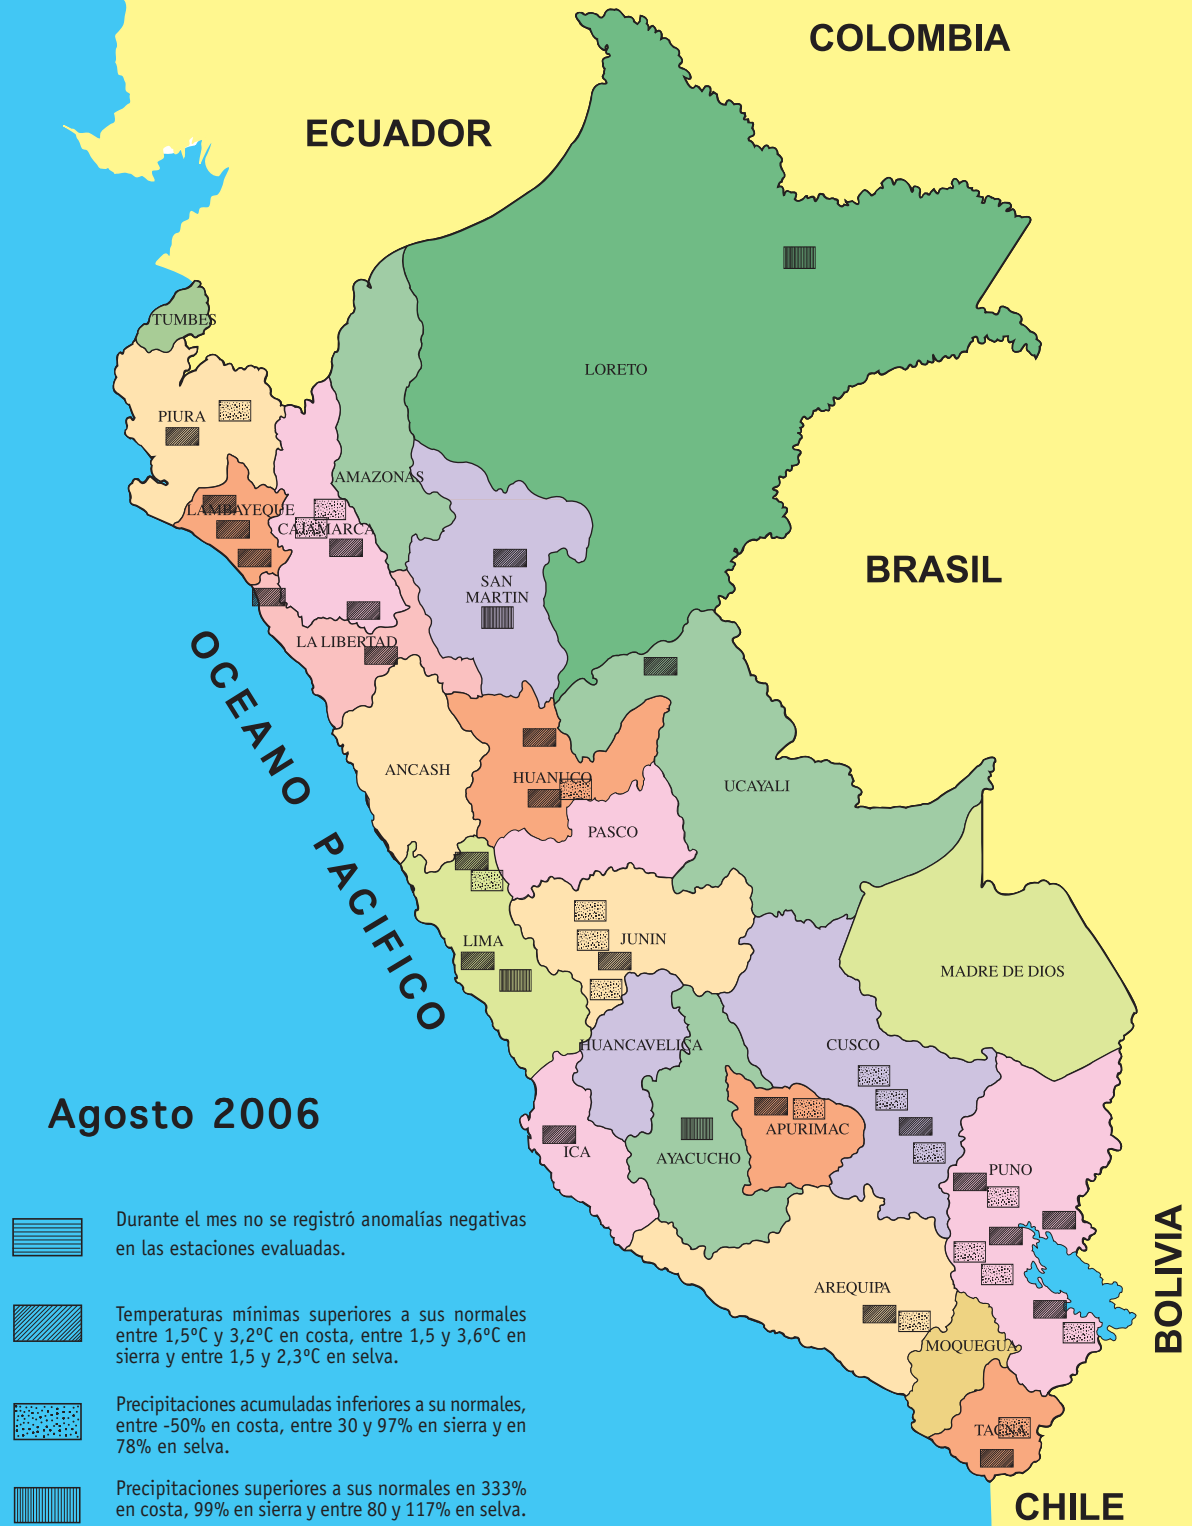 COLOMBIA
ECUADOR
TUMBES
LORETO
PIURA
AMAZONAS
LAMBAYEQUE
CAJAMARCA
BRASIL
SAN
MARTIN
LA LIBERTAD
OCEANO PACIFICO
ANCASH
HUANUCO
UCAYALI
PASCO
LIMA
JUNIN
MADRE DE DIOS
HUANCAVELICA
CUSCO
Agosto 2006
APURIMAC
ICA
AYACUCHO
PUNO
BOLIVIA
AREQUIPA
MOQUEGUA
TACNA
CHILE
Durante el mes no se registró anomalías negativas
en las estaciones evaluadas.
Temperaturas mínimas superiores a sus normales
entre 1,5ºC y 3,2ºC en costa, entre 1,5 y 3,6ºC en
sierra y entre 1,5 y 2,3ºC en selva.
Precipitaciones acumuladas inferiores a su normales,
entre -50% en costa, entre 30 y 97% en sierra y en
78% en selva.
Precipitaciones superiores a sus normales en 333%
en costa, 99% en sierra y entre 80 y 117% en selva.